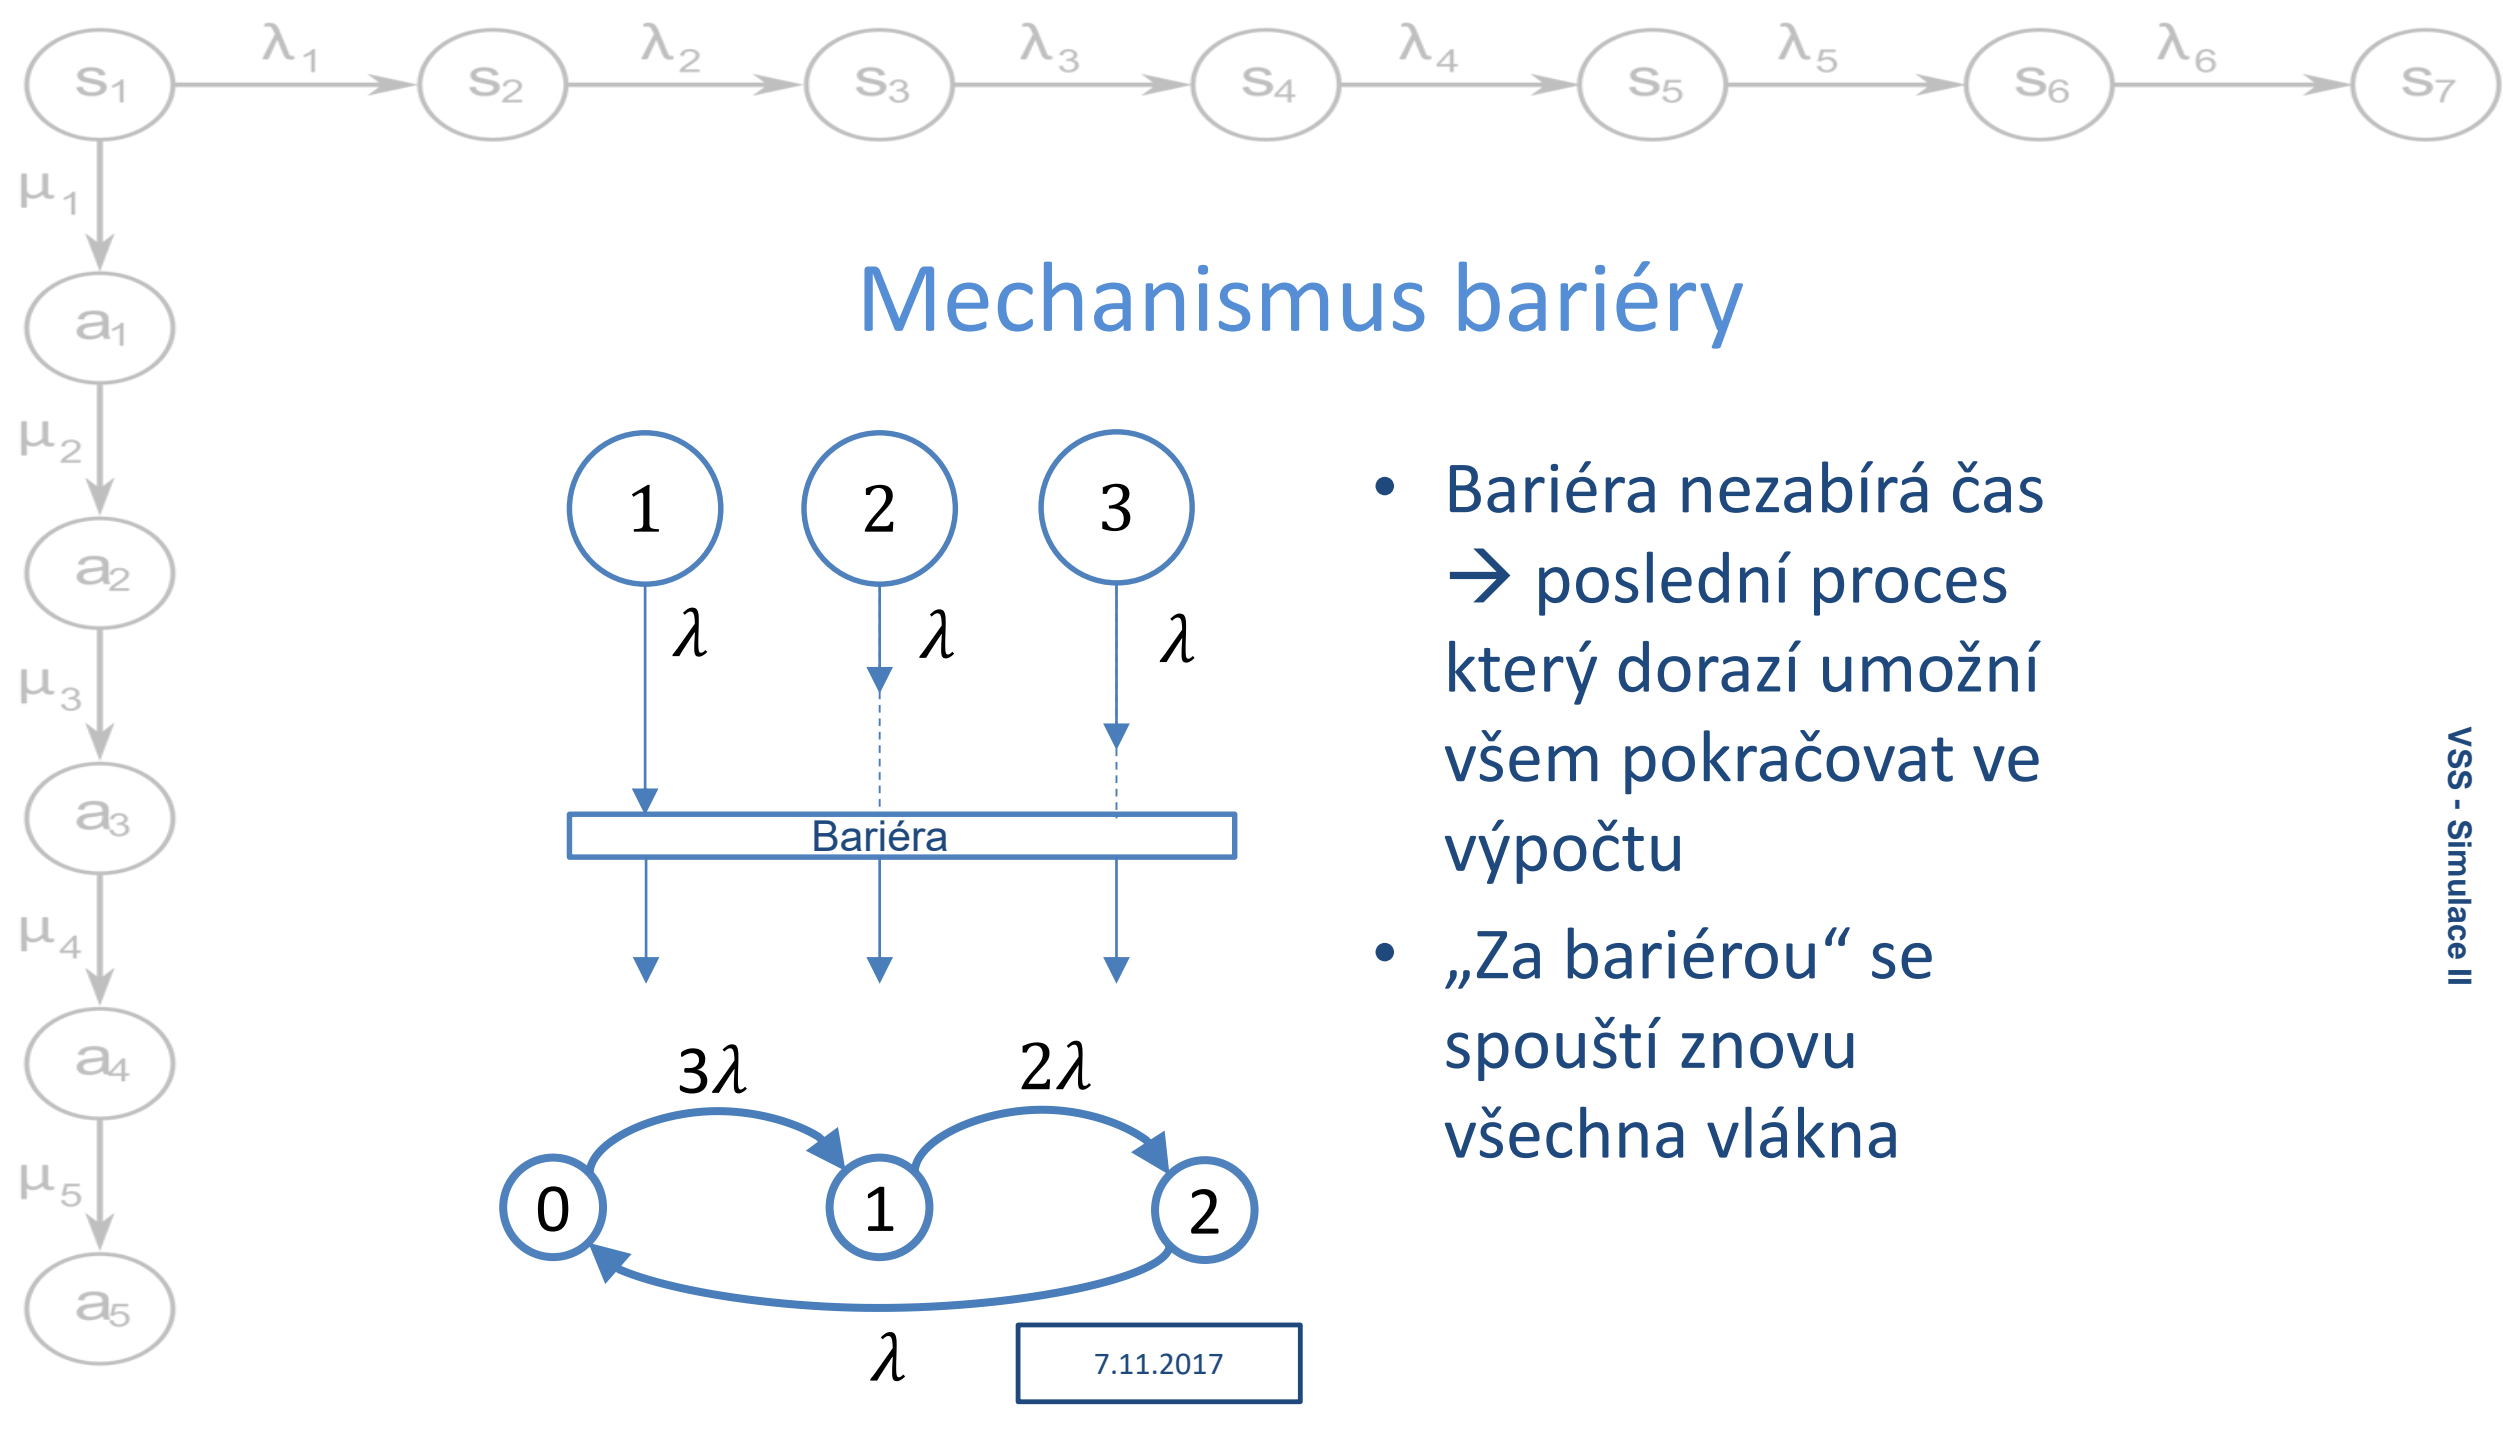 λ1 λ2 λ3 λ4 λ5 λ6
s1 s2 s3 s4 s5 s6 s7
μ1
a1
μ2
a2
μ3
a3
μ4
a4
μ5
a5
Mechanismus bariéry
1 2 3
λ λ λ
Bariéra
3λ 2λ
0 1 2
λ
• Bariéra nezabírá čas
→ poslední proces
který dorazí umožní
všem pokračovat ve
výpočtu
• „Za bariérou“ se
spouští znovu
všechna vlákna
VSS - Simulace II
7.11.2017